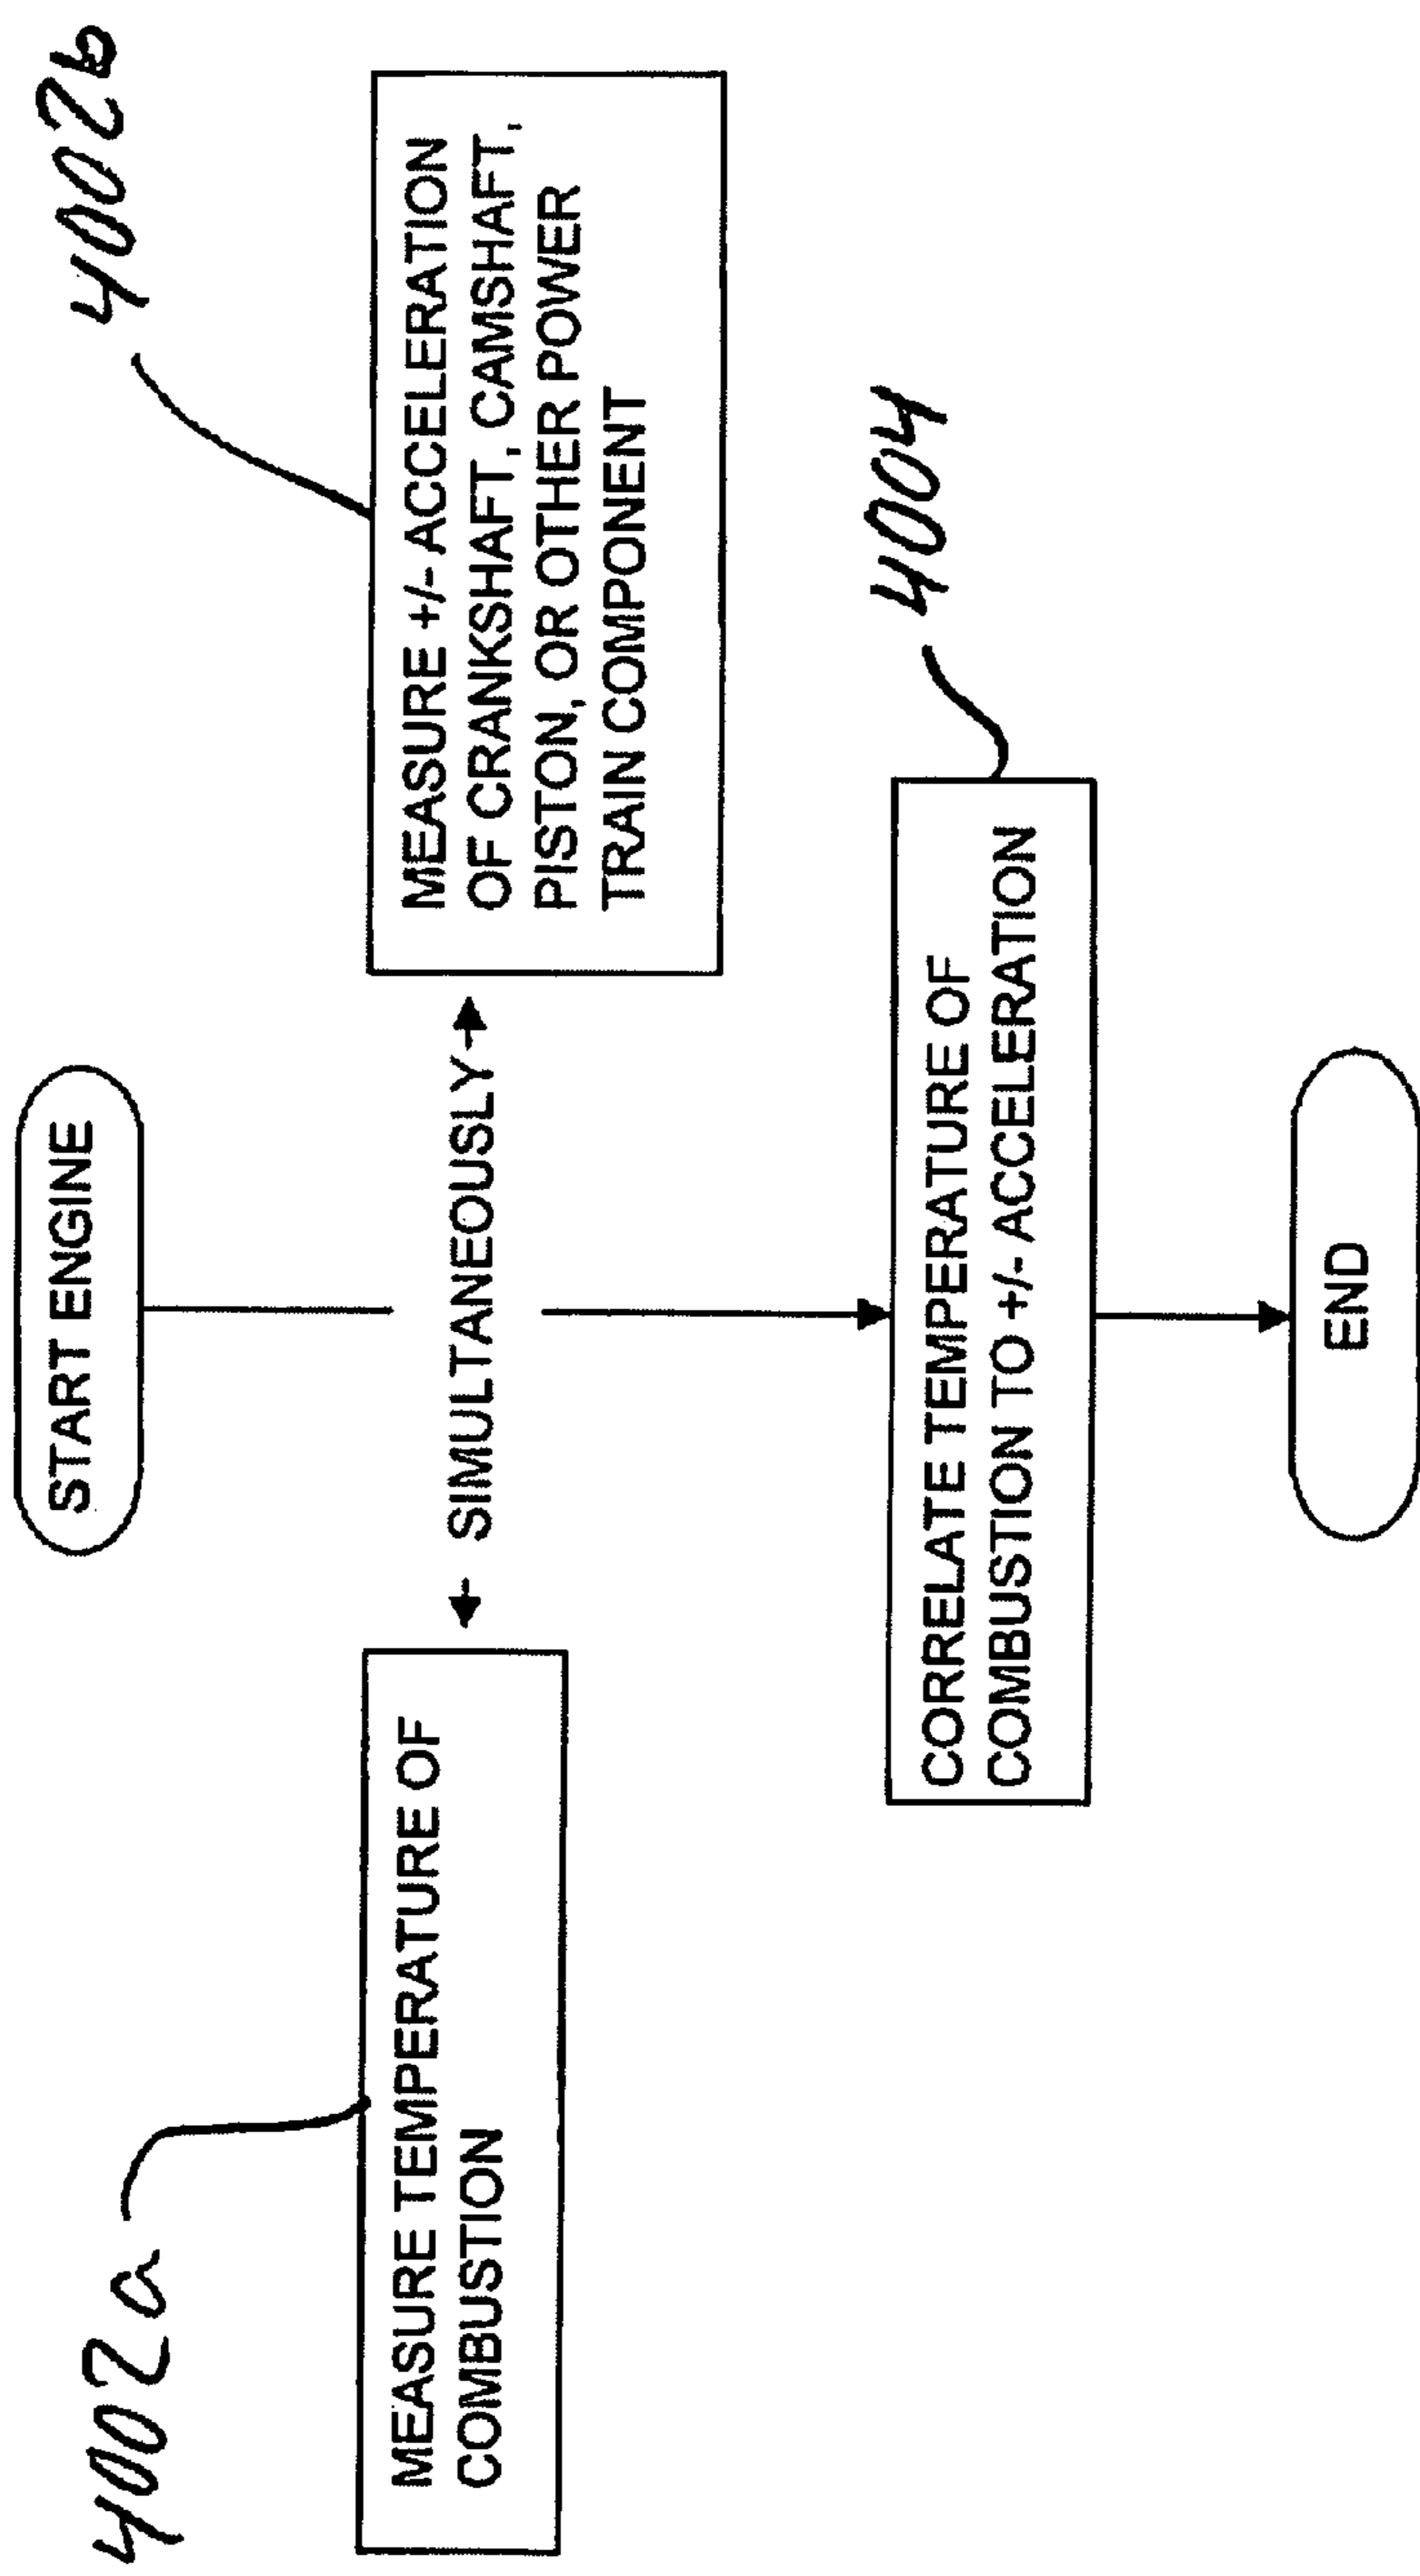 START ENGINE
4002a
4002b
MEASURE TEMPERATURE OF
COMBUSTION
SIMULTANEOUSLY
MEASURE +/- ACCELERATION
OF CRANKSHAFT, CAMSHAFT,
PISTON, OR OTHER POWER
TRAIN COMPONENT
4004
CORRELATE TEMPERATURE OF
COMBUSTION TO +/- ACCELERATION
END